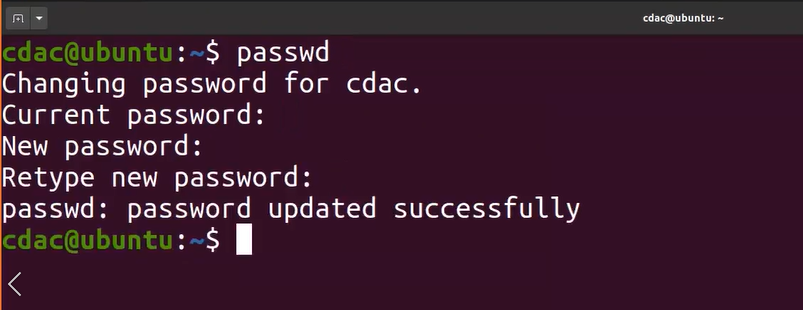 cdac@ubuntu: ~
cdac@ubuntu:~$ passwd
Changing password for cdac.
Current password:
New password:
Retype new password:
passwd: password updated successfully
cdac@ubuntu:~$